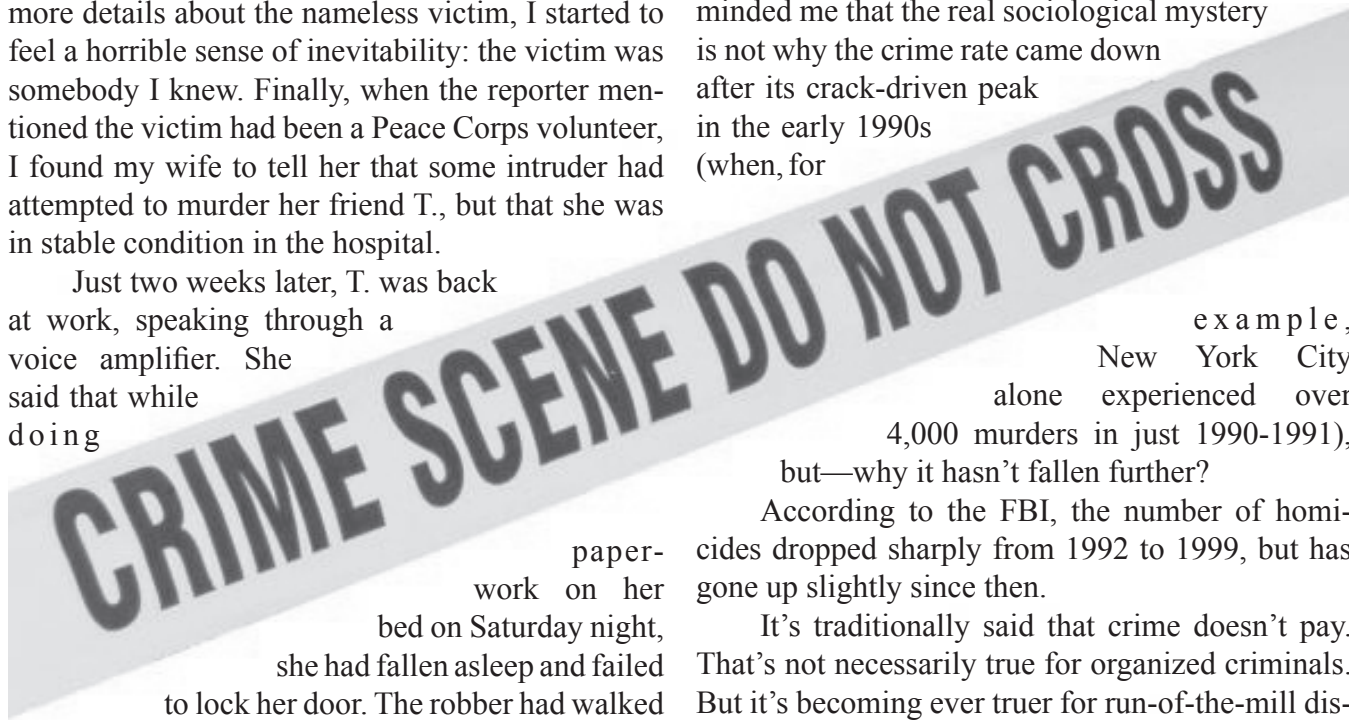 more details about the nameless victim, I started to
feel a horrible sense of inevitability: the victim was
somebody I knew. Finally, when the reporter men-
tioned the victim had been a Peace Corps volunteer,
I found my wife to tell her that some intruder had
attempted to murder her friend T., but that she was
in stable condition in the hospital.
Just two weeks later, T. was back
at work, speaking through a
voice amplifier. She
said that while
doing
paper-
work on her
bed on Saturday night,
she had fallen asleep and failed
to lock her door. The robber had walked
CRIME SCENE DO NOT CROSS
minded me that the real sociological mystery
is not why the crime rate came down
after its crack-driven peak
in the early 1990s
(when, for
example,
New York City
alone experienced over
4,000 murders in just 1990-1991),
but—why it hasn’t fallen further?
According to the FBI, the number of homi-
cides dropped sharply from 1992 to 1999, but has
gone up slightly since then.
It’s traditionally said that crime doesn’t pay.
That’s not necessarily true for organized criminals.
But it’s becoming ever truer for run-of-the-mill dis-